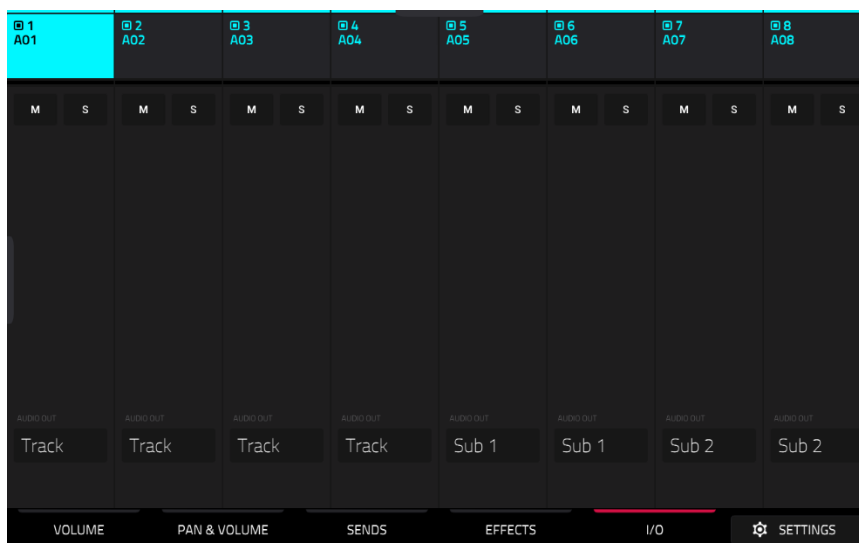 1 2 3 4 5 6 7 8
A01 A02 A03 A04 A05 A06 A07 A08
M S M S M S M S M S M S M S M S
AUDIO OUT AUDIO OUT AUDIO OUT AUDIO OUT AUDIO OUT AUDIO OUT AUDIO OUT AUDIO OUT
Track Track Track Track Sub 1 Sub 1 Sub 2 Sub 2
VOLUME PAN & VOLUME SENDS EFFECTS I/O SETTINGS